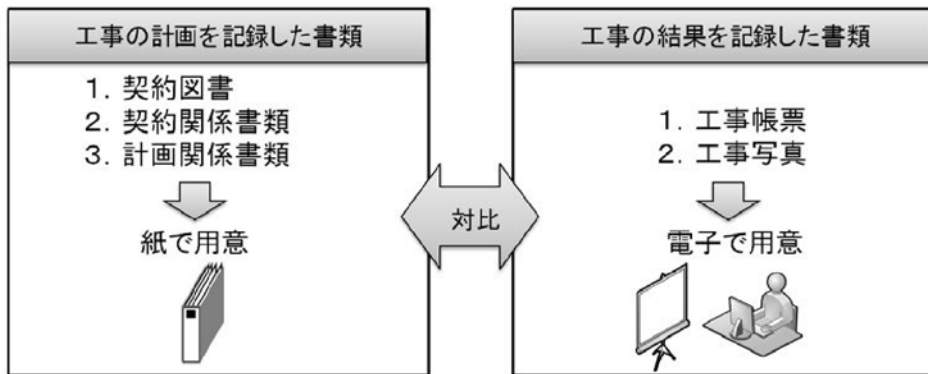 工事の計画を記録した書類
1. 契約図書
2. 契約関係書類
3. 計画関係書類
紙で用意
対比
工事の結果を記録した書類
1. 工事帳票
2. 工事写真
電子で用意